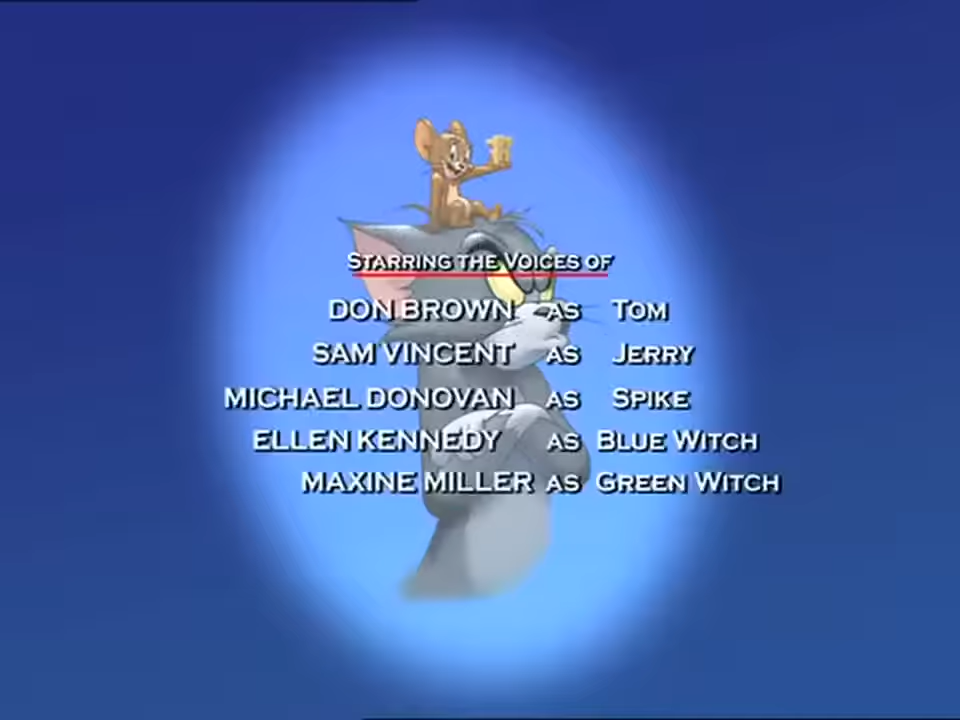 STARRING THE VOICES OF
DON BROWN AS TOM
SAM VINCENT AS JERRY
MICHAEL DONOVAN AS SPIKE
ELLEN KENNEDY AS BLUE WITCH
MAXINE MILLER AS GREEN WITCH